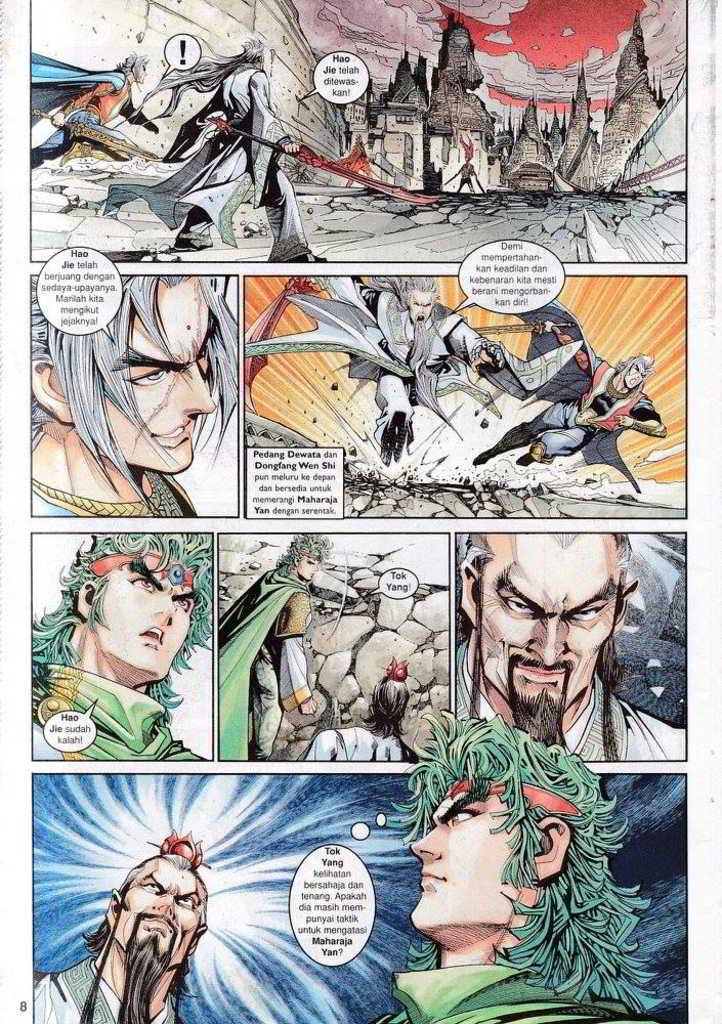 !
Hao
Jie telah
ditewas-
kan!
Hao
Jie telah
berjuang dengan
sedaya-upayanya.
Marilah kita
mengikut
jejaknya!
Demi
mempertahan-
kan keadilan dan
kebenaran kita mesti
berani mengorban-
kan diri!
Pedang Dewata dan
Dongfang Wen Shi
pun meluru ke depan
dan bersedia untuk
memerangi Maharaja
Yan dengan serentak.
Hao
Jie sudah
kalah!
Tok
Yang!
Tok
Yang
kelihatan
bersahaja dan
tenang. Apakah
dia masih mem-
punyai taktik
untuk mengatasi
Maharaja
Yan?
8